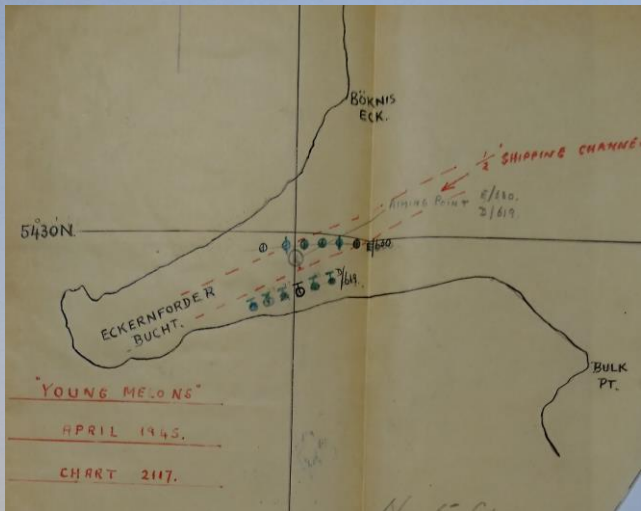 BÖKNIS
ECK.
½" SHIPPING CHANNE
AIMING POINT
E/630.
D/619.
54°30'N.
E/630
D/619.
ECKERNFORDER
BUCHT.
BULK
PT.
"YOUNG MELONS"
APRIL 1945.
CHART 2117.